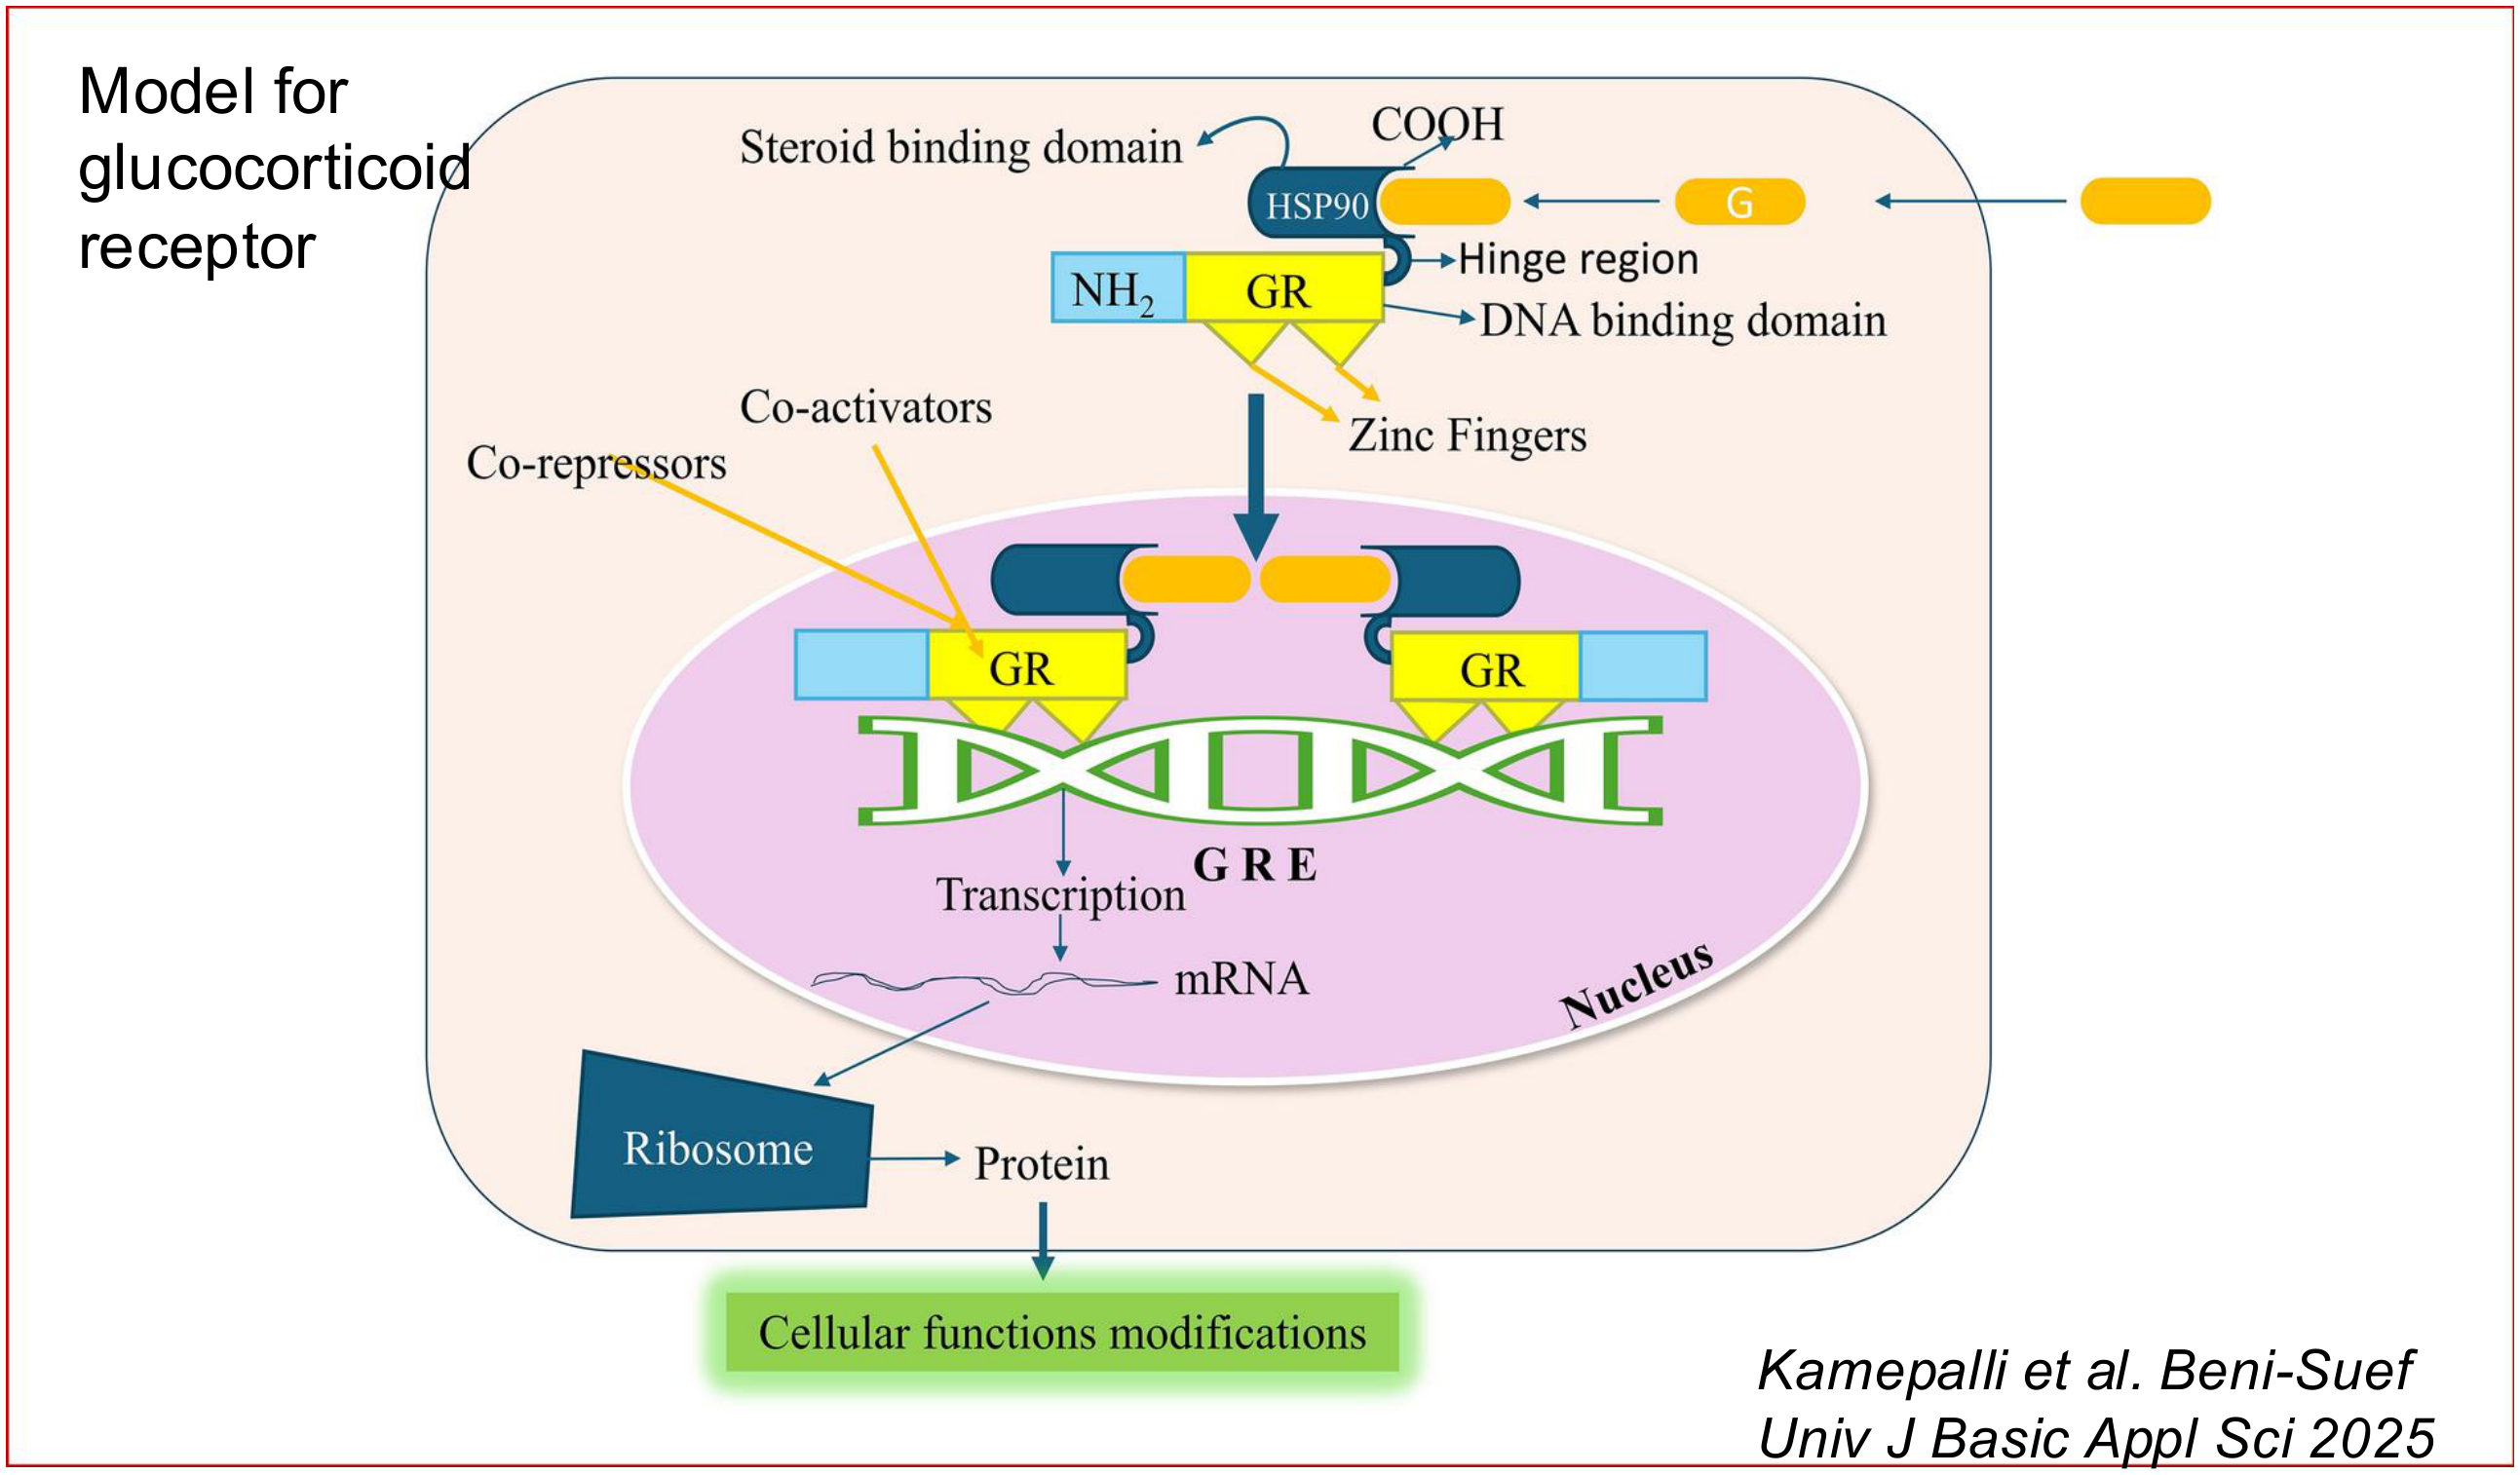 Model for
glucocorticoid
receptor
COOH
Steroid binding domain
HSP90
G
Hinge region
NH2
GR
DNA binding domain
Co-activators
Zinc Fingers
Co-repressors
GR
GR
G R E
Transcription
mRNA
Nucleus
Ribosome
Protein
Cellular functions modifications
Kamepalli et al. Beni-Suef
Univ J Basic Appl Sci 2025